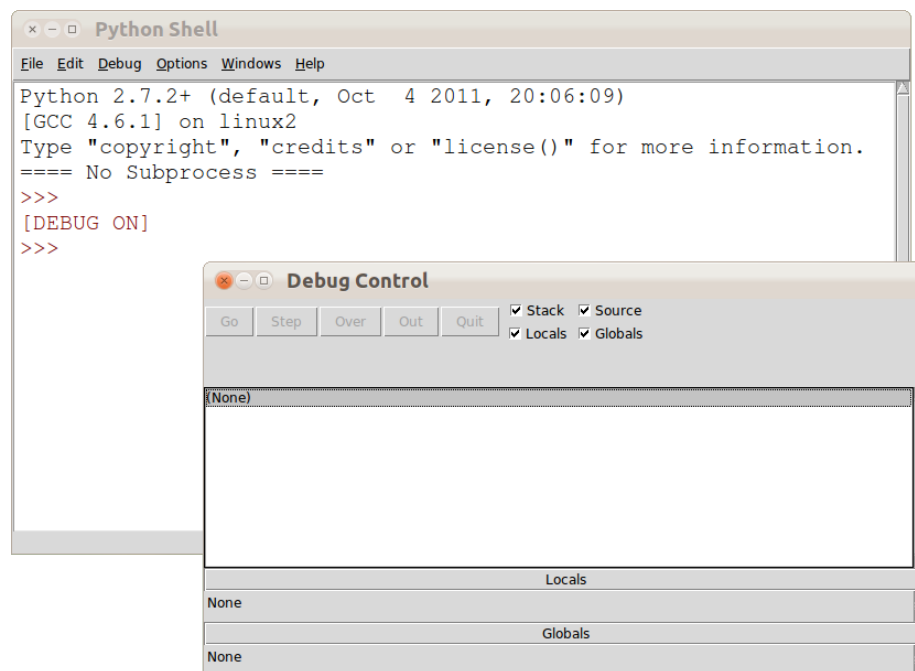 Python Shell
File Edit Debug Options Windows Help
Python 2.7.2+ (default, Oct  4 2011, 20:06:09)
[GCC 4.6.1] on linux2
Type "copyright", "credits" or "license()" for more information.
==== No Subprocess ====
>>>
[DEBUG ON]
>>>
Debug Control
Go Step Over Out Quit Stack Source
Locals Globals
(None)
Locals
None
Globals
None